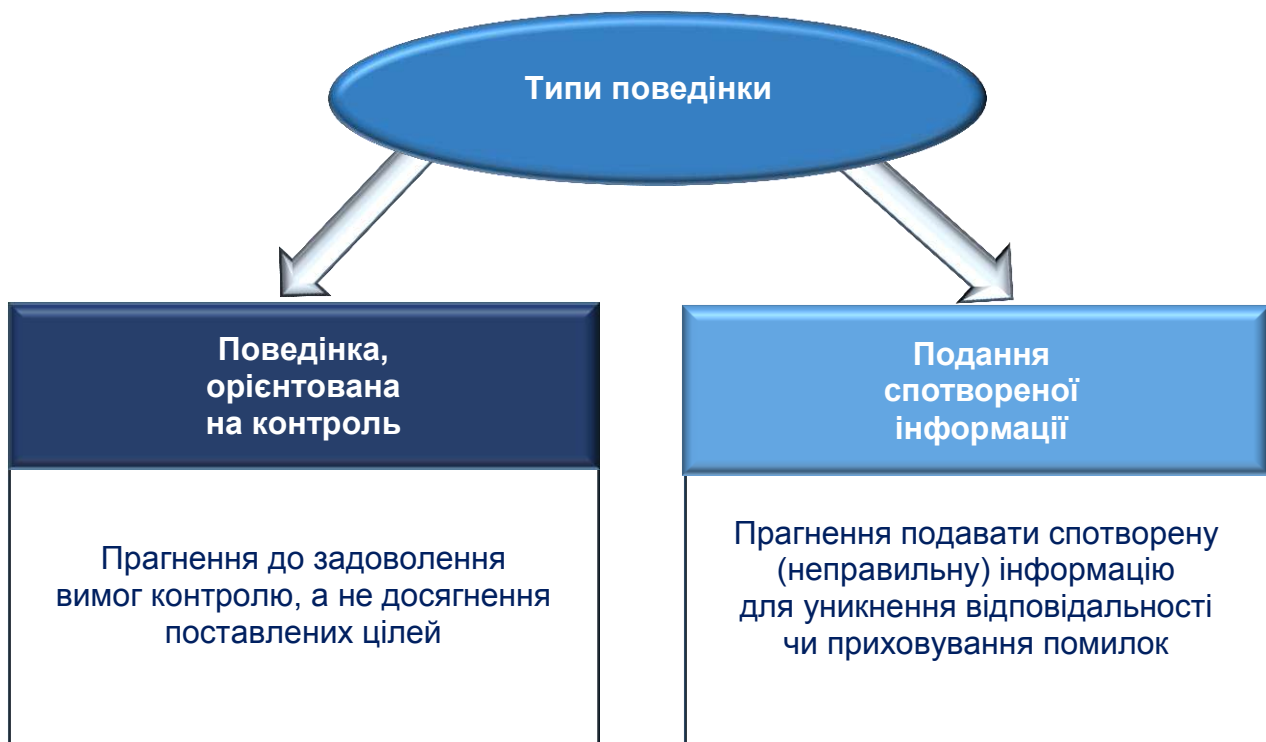 Типи поведінки
Поведінка,
орієнтована
на контроль
Прагнення до задоволення
вимог контролю, а не досягнення
поставлених цілей
Подання
спотвореної
інформації
Прагнення подавати спотворену
(неправильну) інформацію
для уникнення відповідальності
чи приховування помилок